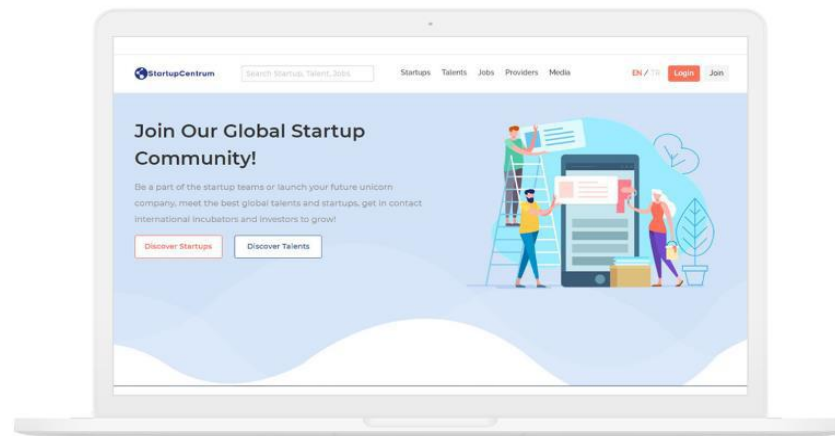 StartupCentrum
Search Startup, Talent, Jobs
Startups Talents Jobs Providers Media
EN / TR Login Join
Join Our Global Startup
Community!
Be a part of the startup teams or launch your future unicorn
company, meet the best global talents and startups, get in contact
international incubators and investors to grow!
Discover Startups Discover Talents